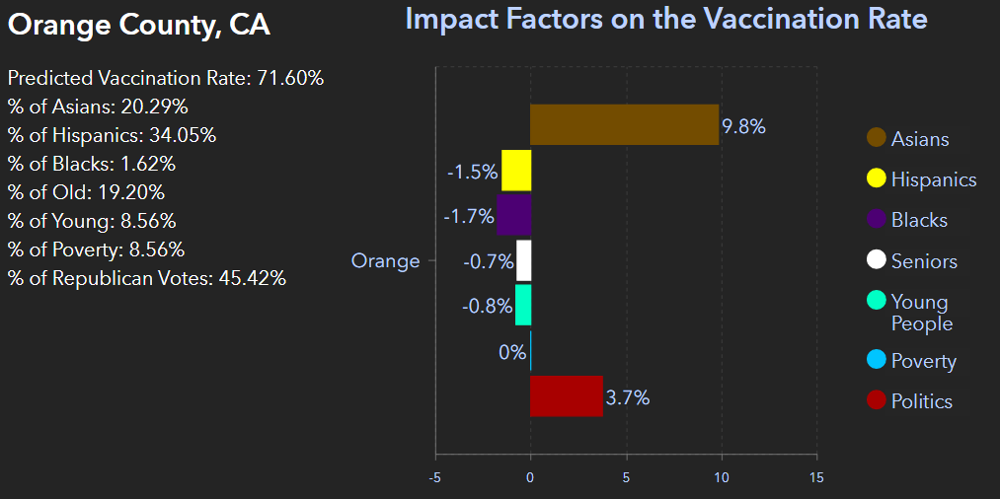 Orange County, CA
Predicted Vaccination Rate: 71.60%
% of Asians: 20.29%
% of Hispanics: 34.05%
% of Blacks: 1.62%
% of Old: 19.20%
% of Young: 8.56%
% of Poverty: 8.56%
% of Republican Votes: 45.42%
Impact Factors on the Vaccination Rate
9.8%
-1.5%
-1.7%
Orange
-0.7%
-0.8%
0%
3.7%
-5 0 5 10 15
Asians
Hispanics
Blacks
Seniors
Young
People
Poverty
Politics